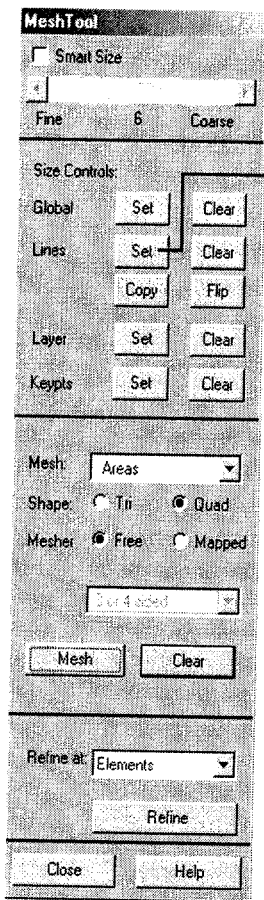 MeshTool
Smart Size
Fine 6 Coarse
Size Controls:
Global Set Clear
Lines Set Clear
Copy Flip
Layer Set Clear
Keypts Set Clear
Mesh: Areas
Shape: Tri Quad
Mesher Free Mapped
3 or 4 sided
Mesh Clear
Refine at: Elements
Refine
Close Help